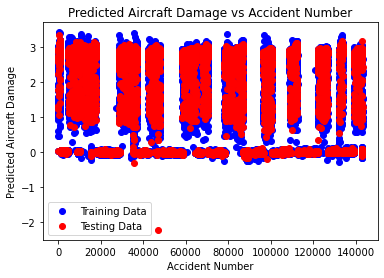 Predicted Aircraft Damage vs Accident Number
Predicted Aircraft Damage
3
2
1
0
−1
−2
Training Data
Testing Data
0 20000 40000 60000 80000 100000 120000 140000
Accident Number